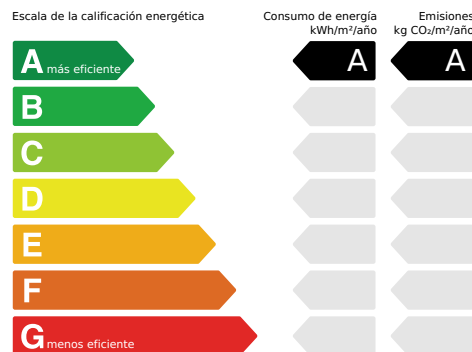 Escala de la calificación energética
Consumo de energía
kWh/m²/año
Emisiones
kg CO₂/m²/año
A más eficiente
A
A
B
C
D
E
F
G menos eficiente